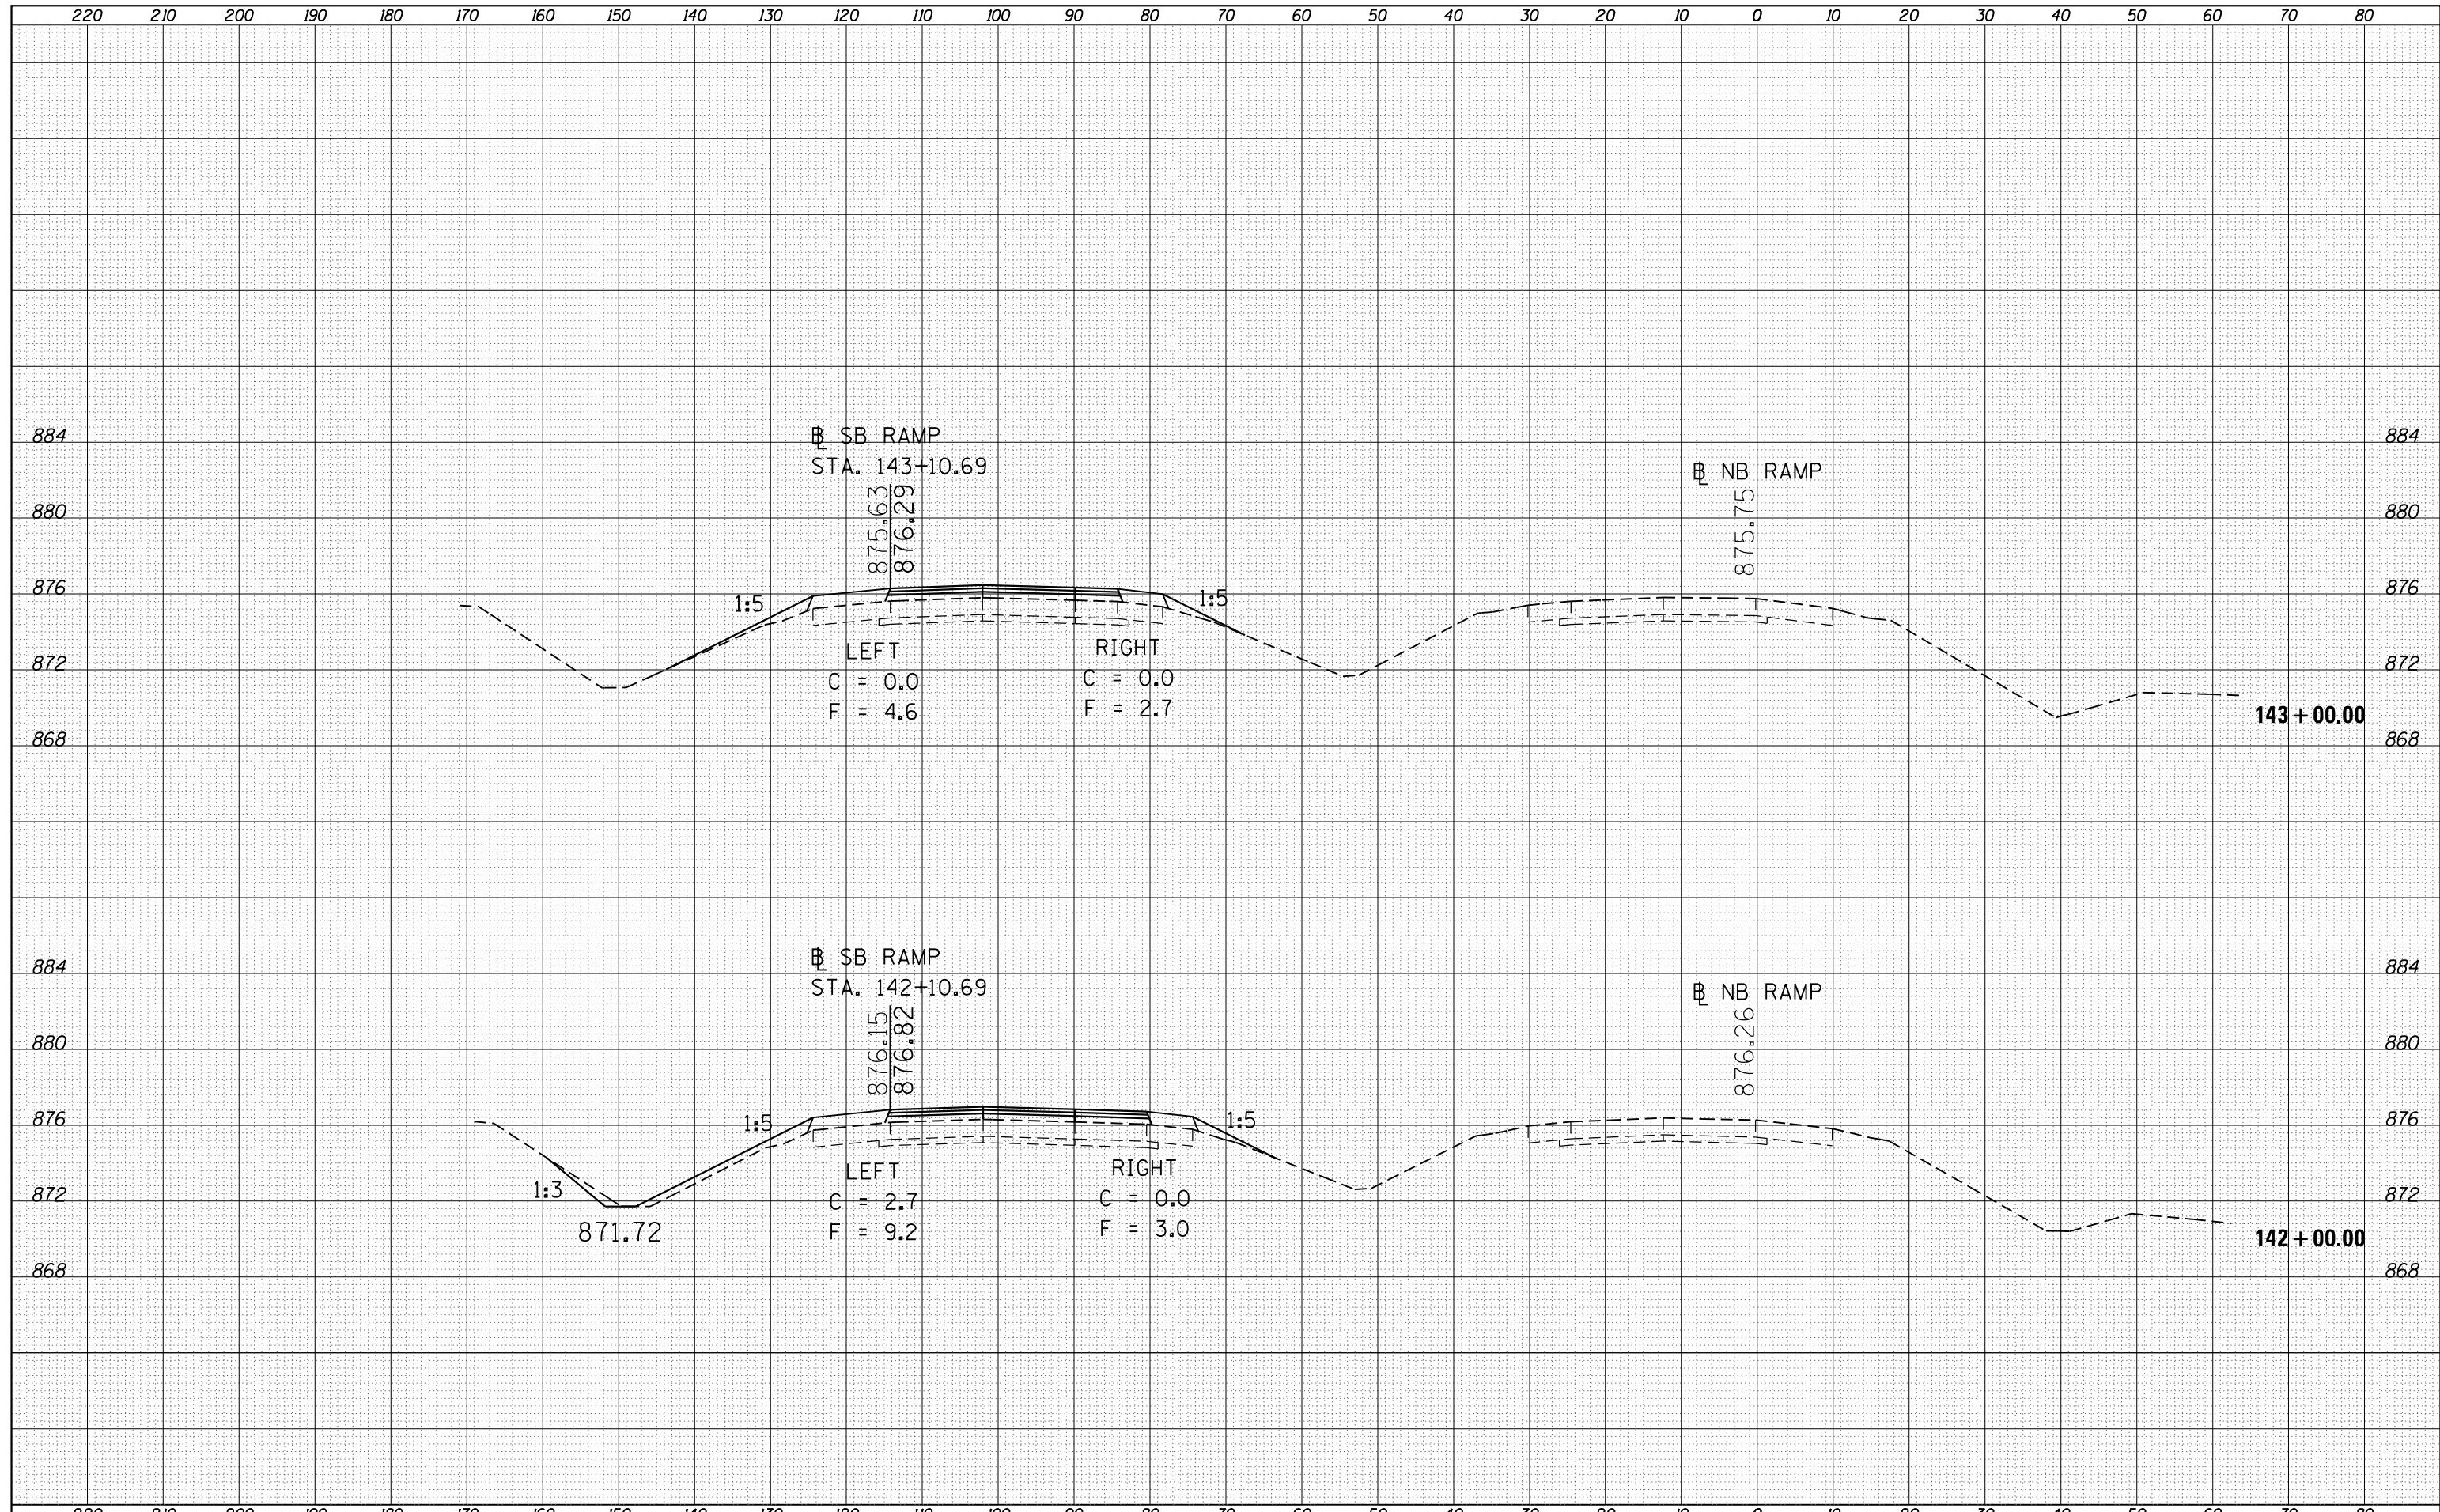 220 210 200 190 180 170 160 150 140 130 120 110 100 90 80 70 60 50 40 30 20 10 0 10 20 30 40 50 60 70 80
884 884
℄ SB RAMP
STA. 143+10.69
℄ NB RAMP
875.63
876.29
875.75
880 880
876 876
1:5 1:5
872 872
LEFT
C = 0.0
F = 4.6
RIGHT
C = 0.0
F = 2.7
143+00.00
868 868
℄ SB RAMP
STA. 142+10.69
884 884
℄ NB RAMP
876.15
876.82
876.26
880 880
876 876
1:5 1:5
1:3
872 872
871.72
LEFT
C = 2.7
F = 9.2
RIGHT
C = 0.0
F = 3.0
142+00.00
868 868